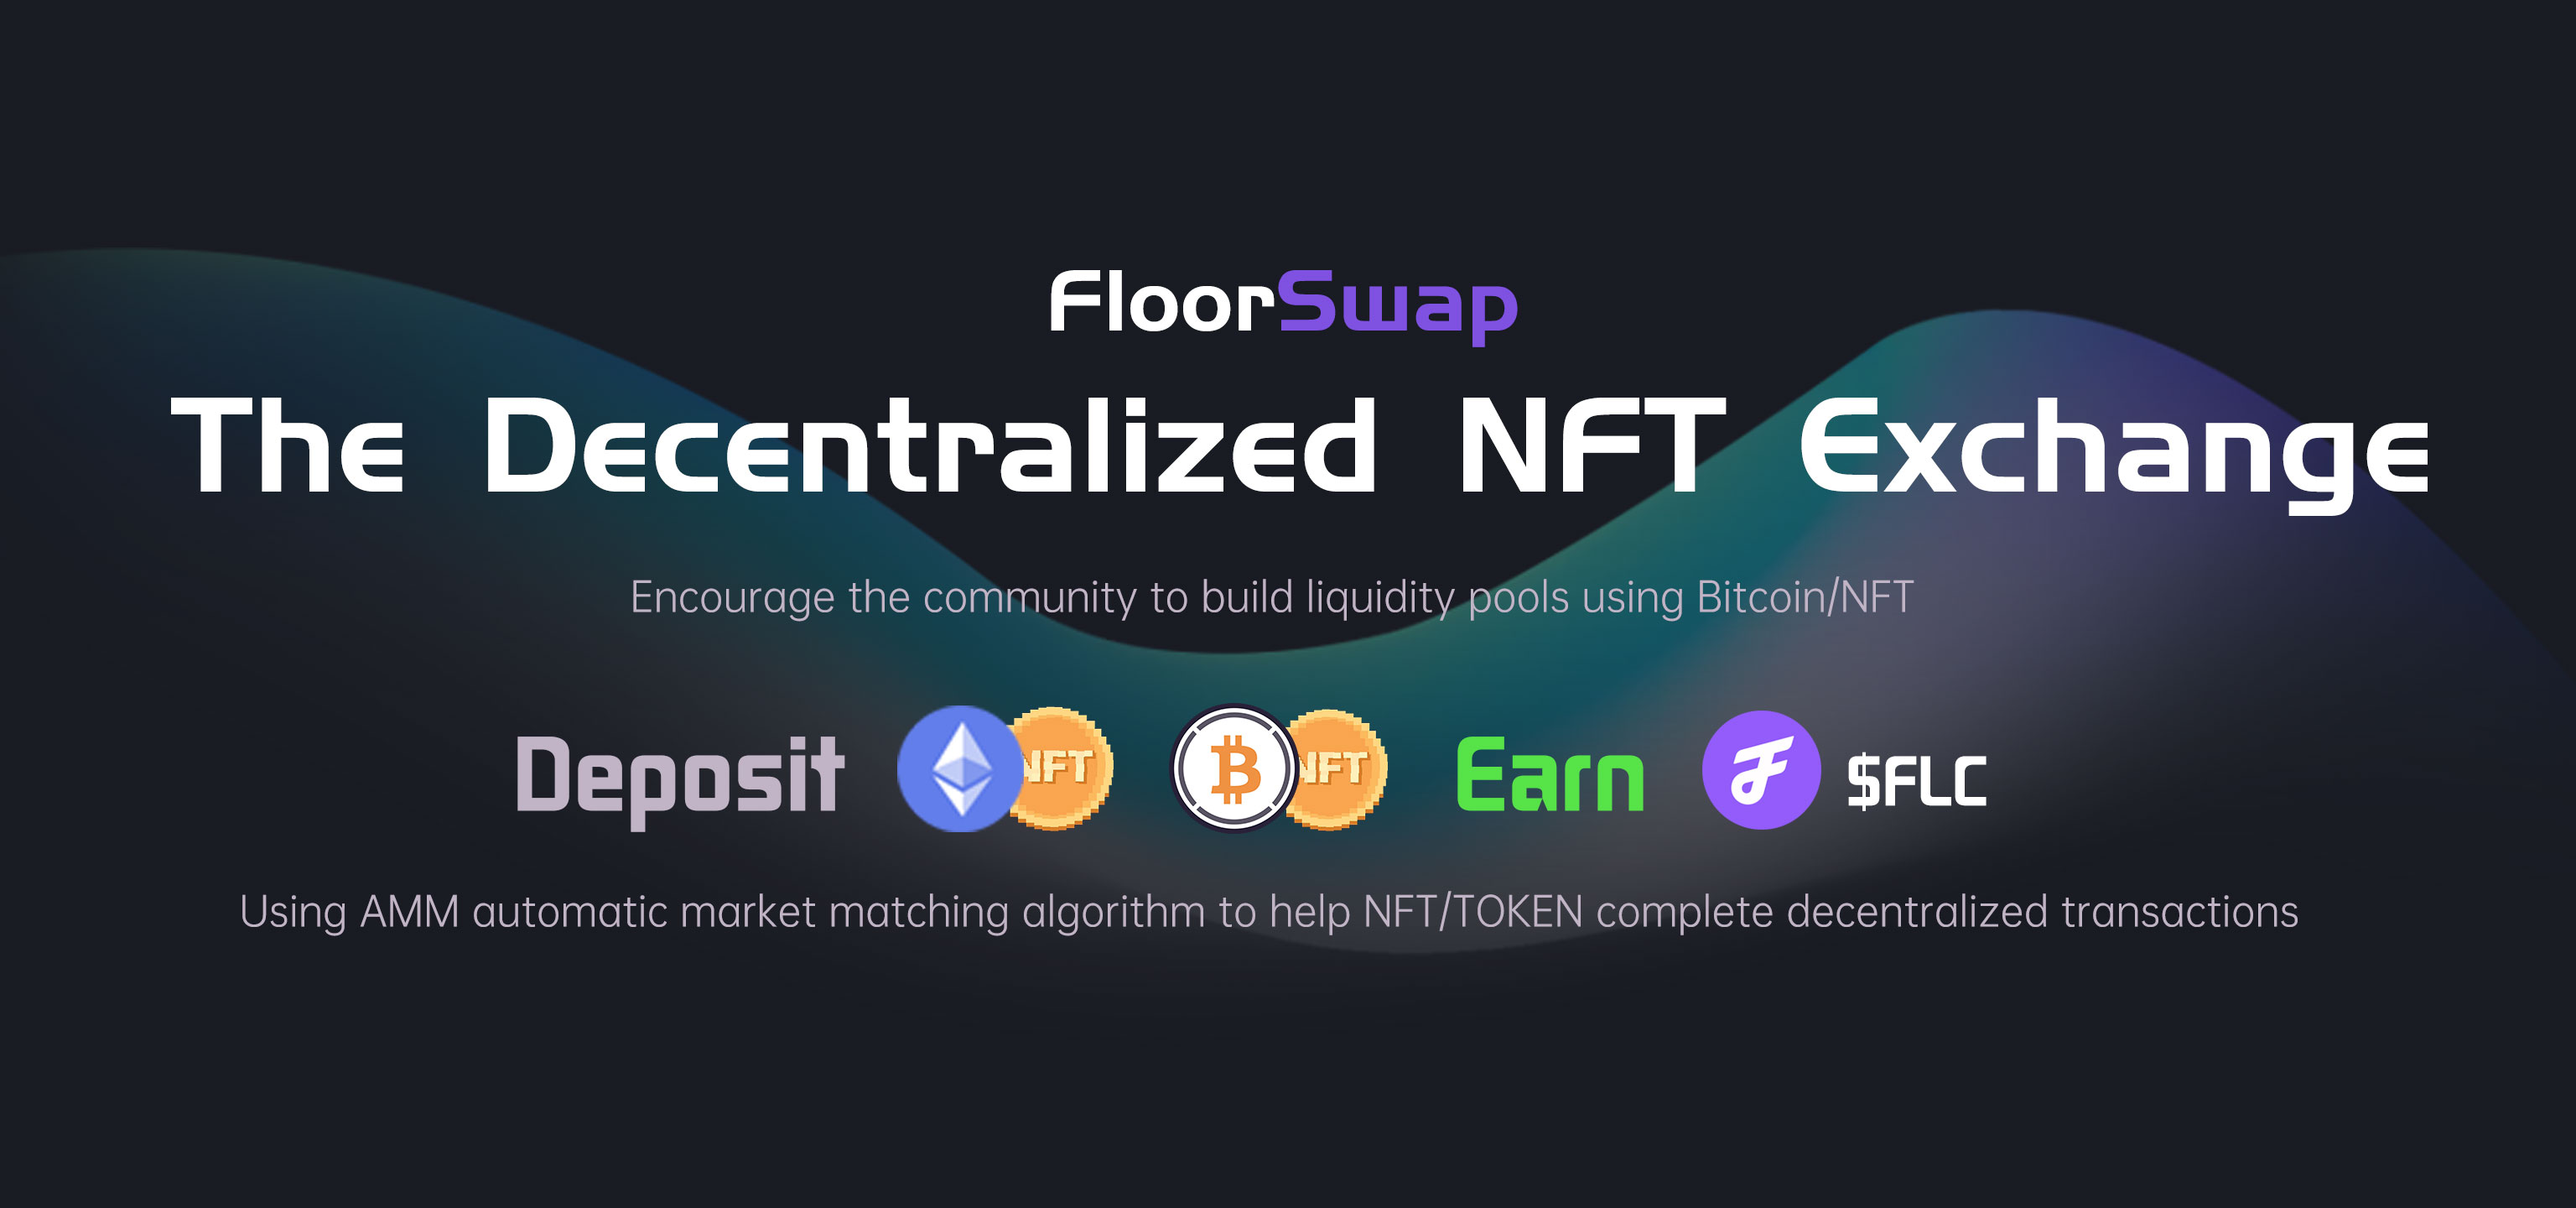 FloorSwap
The Decentralized NFT Exchange
Encourage the community to build liquidity pools using Bitcoin/NFT
Deposit NFT NFT Earn $FLC
Using AMM automatic market matching algorithm to help NFT/TOKEN complete decentralized transactions